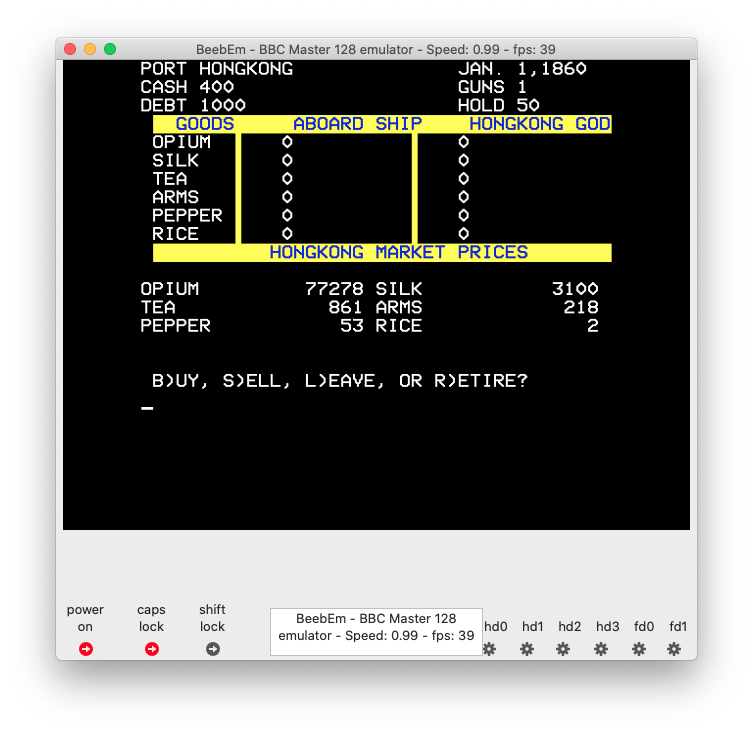 BeebEm - BBC Master 128 emulator - Speed: 0.99 - fps: 39
PORT HONGKONG JAN. 1,1860
CASH 400 GUNS 1
DEBT 1000 HOLD 50
GOODS ABOARD SHIP HONGKONG GOD
OPIUM 0 0
SILK 0 0
TEA 0 0
ARMS 0 0
PEPPER 0 0
RICE 0 0
HONGKONG MARKET PRICES
OPIUM 77278 SILK 3100
TEA 861 ARMS 218
PEPPER 53 RICE 2
B)UY, S)ELL, L)EAVE, OR R)ETIRE?
power on
caps lock
shift lock
BeebEm - BBC Master 128
emulator - Speed: 0.99 - fps: 39
hd0 hd1 hd2 hd3 fd0 fd1